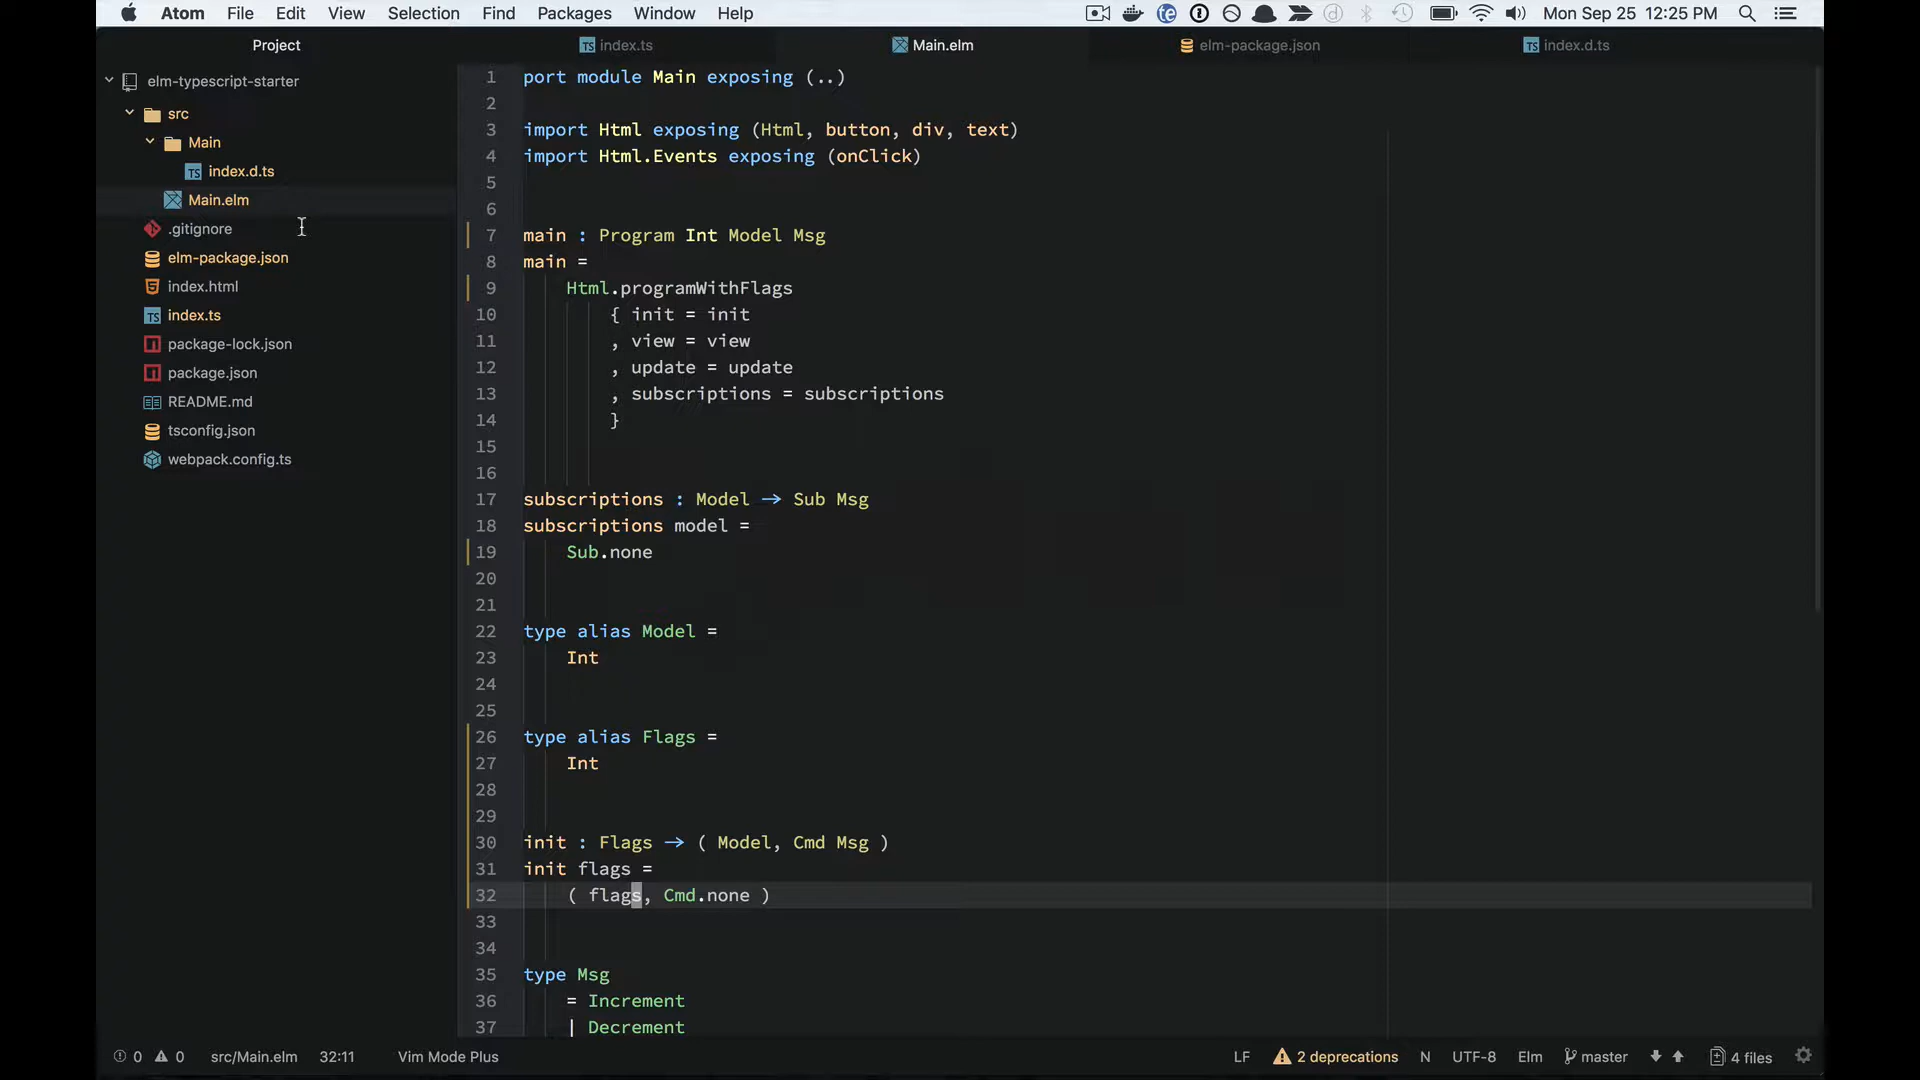 Atom File Edit View Selection Find Packages Window Help Mon Sep 25 12:25 PM
Project
index.ts
Main.elm
elm-package.json
index.d.ts
elm-typescript-starter
src
Main
index.d.ts
Main.elm
.gitignore
elm-package.json
index.html
index.ts
package-lock.json
package.json
README.md
tsconfig.json
webpack.config.ts
1 port module Main exposing (..)
2
3 import Html exposing (Html, button, div, text)
4 import Html.Events exposing (onClick)
5
6
7 main : Program Int Model Msg
8 main =
9 Html.programWithFlags
10 { init = init
11 , view = view
12 , update = update
13 , subscriptions = subscriptions
14 }
15
16
17 subscriptions : Model → Sub Msg
18 subscriptions model =
19 Sub.none
20
21
22 type alias Model =
23 Int
24
25
26 type alias Flags =
27 Int
28
29
30 init : Flags → ( Model, Cmd Msg )
31 init flags =
32 ( flags, Cmd.none )
33
34
35 type Msg
36 = Increment
37 | Decrement
0 0 src/Main.elm 32:11 Vim Mode Plus LF 2 deprecations N UTF-8 Elm master 4 files